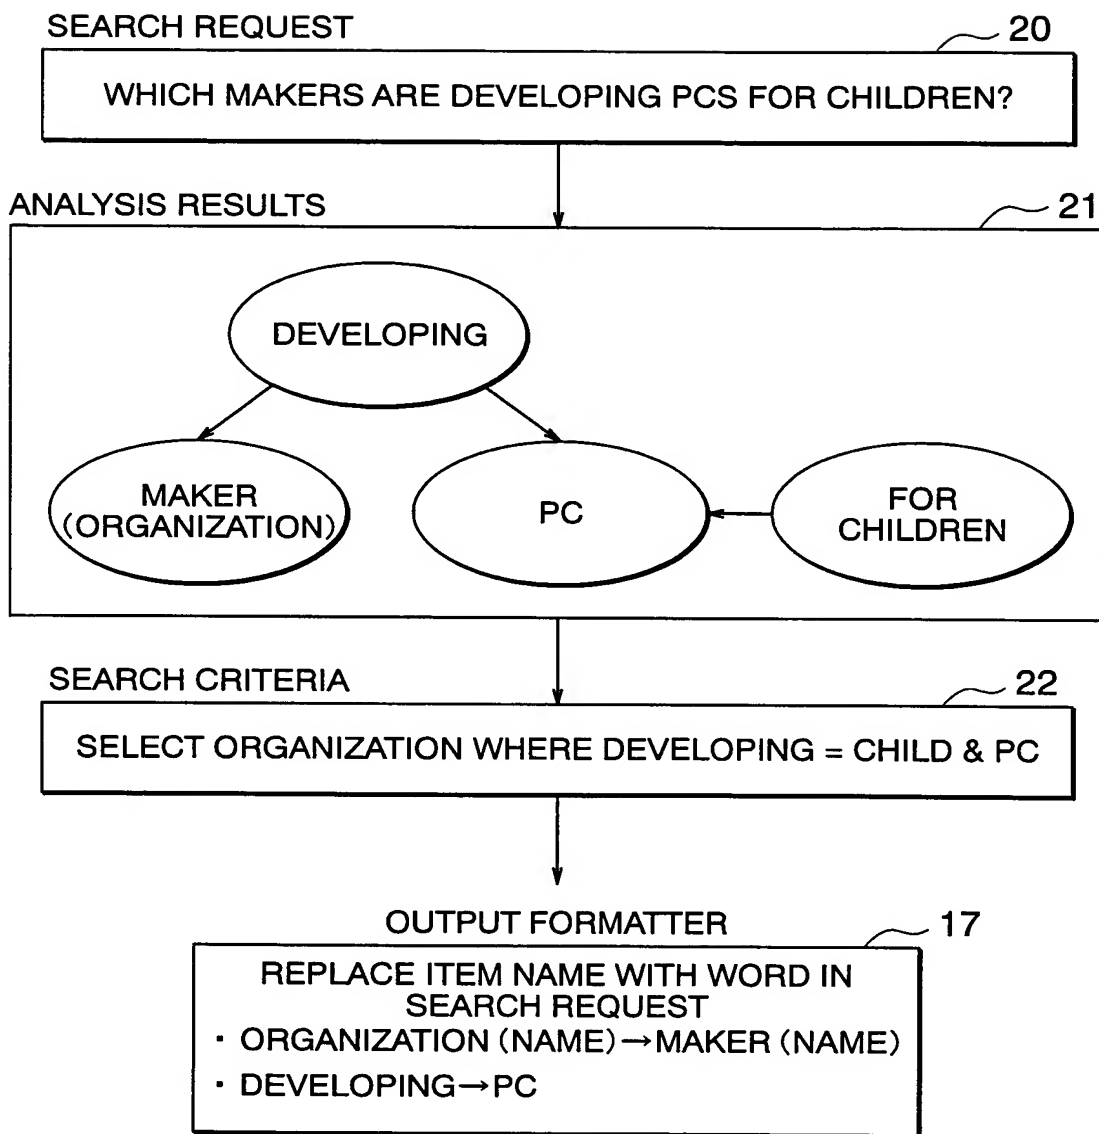 SEARCH REQUEST
20
WHICH MAKERS ARE DEVELOPING PCS FOR CHILDREN?
ANALYSIS RESULTS
21
DEVELOPING
MAKER
(ORGANIZATION)
PC
FOR
CHILDREN
SEARCH CRITERIA
22
SELECT ORGANIZATION WHERE DEVELOPING = CHILD & PC
OUTPUT FORMATTER
17
REPLACE ITEM NAME WITH WORD IN
SEARCH REQUEST
・ ORGANIZATION (NAME)→MAKER (NAME)
・ DEVELOPING→PC